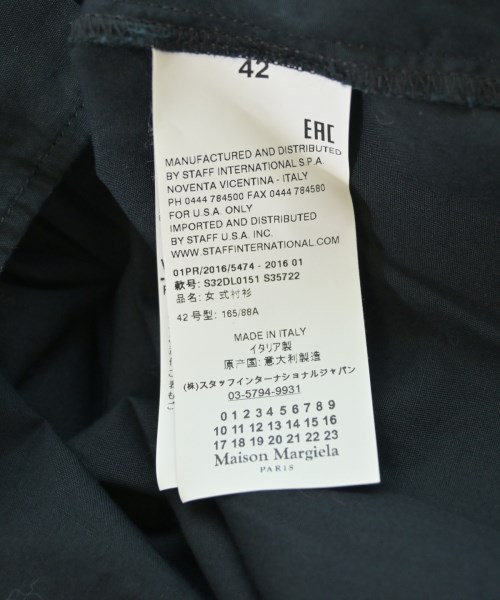 42
EAC
MANUFACTURED AND DISTRIBUTED
BY STAFF INTERNATIONAL S.P.A.
NOVENTA VICENTINA - ITALY
PH 0444 784500 FAX 0444 784580
FOR U.S.A. ONLY
IMPORTED AND DISTRIBUTED
BY STAFF U.S.A. INC.
WWW.STAFFINTERNATIONAL.COM
01PR/2016/5474 - 2016 01
款号: S32DL0151 S35722
品名: 女 式衬衫
42 号型: 165/88A
MADE IN ITALY
イタリア製
原产国: 意大利製造
(株)スタッフインターナショナルジャパン
03-5794-9931
0 1 2 3 4 5 6 7 8 9
10 11 12 13 14 15 16
17 18 19 20 21 22 23
Maison Margiela
PARIS